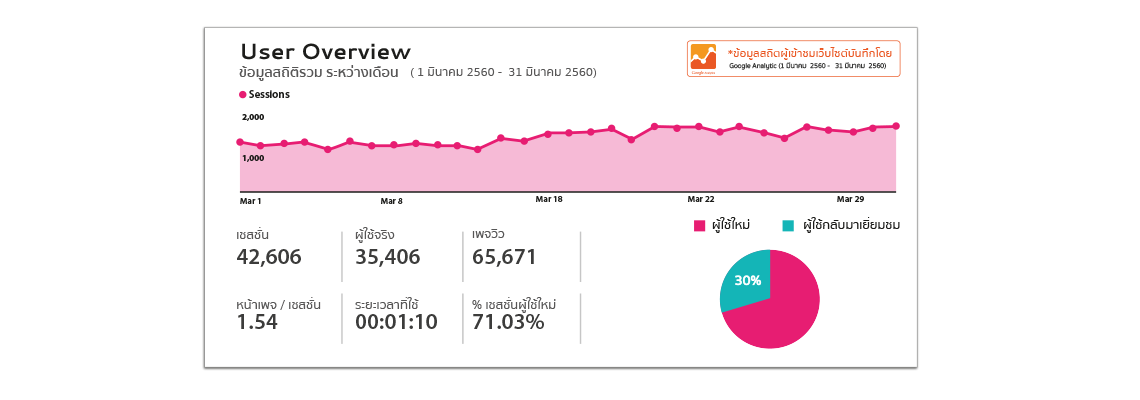 User Overview
ข้อมูลสถิติรวม ระหว่างเดือน ( 1 มีนาคม 2560 - 31 มีนาคม 2560)
*ข้อมูลสถิตผู้เข้าชมเว็บไซต์บันทึกโดย
Google Analytic (1 มีนาคม 2560 - 31 มีนาคม 2560)
Sessions
2,000
1,000
Mar 1 Mar 8 Mar 18 Mar 22 Mar 29
ผู้ใช้ใหม่ ผู้ใช้กลับมาเยี่ยมชม
เซสชั่น ผู้ใช้จริง เพจวิว
42,606 35,406 65,671
30%
หน้าเพจ / เซสชั่น ระยะเวลาที่ใช้ % เซสชั่นผู้ใช้ใหม่
1.54 00:01:10 71.03%